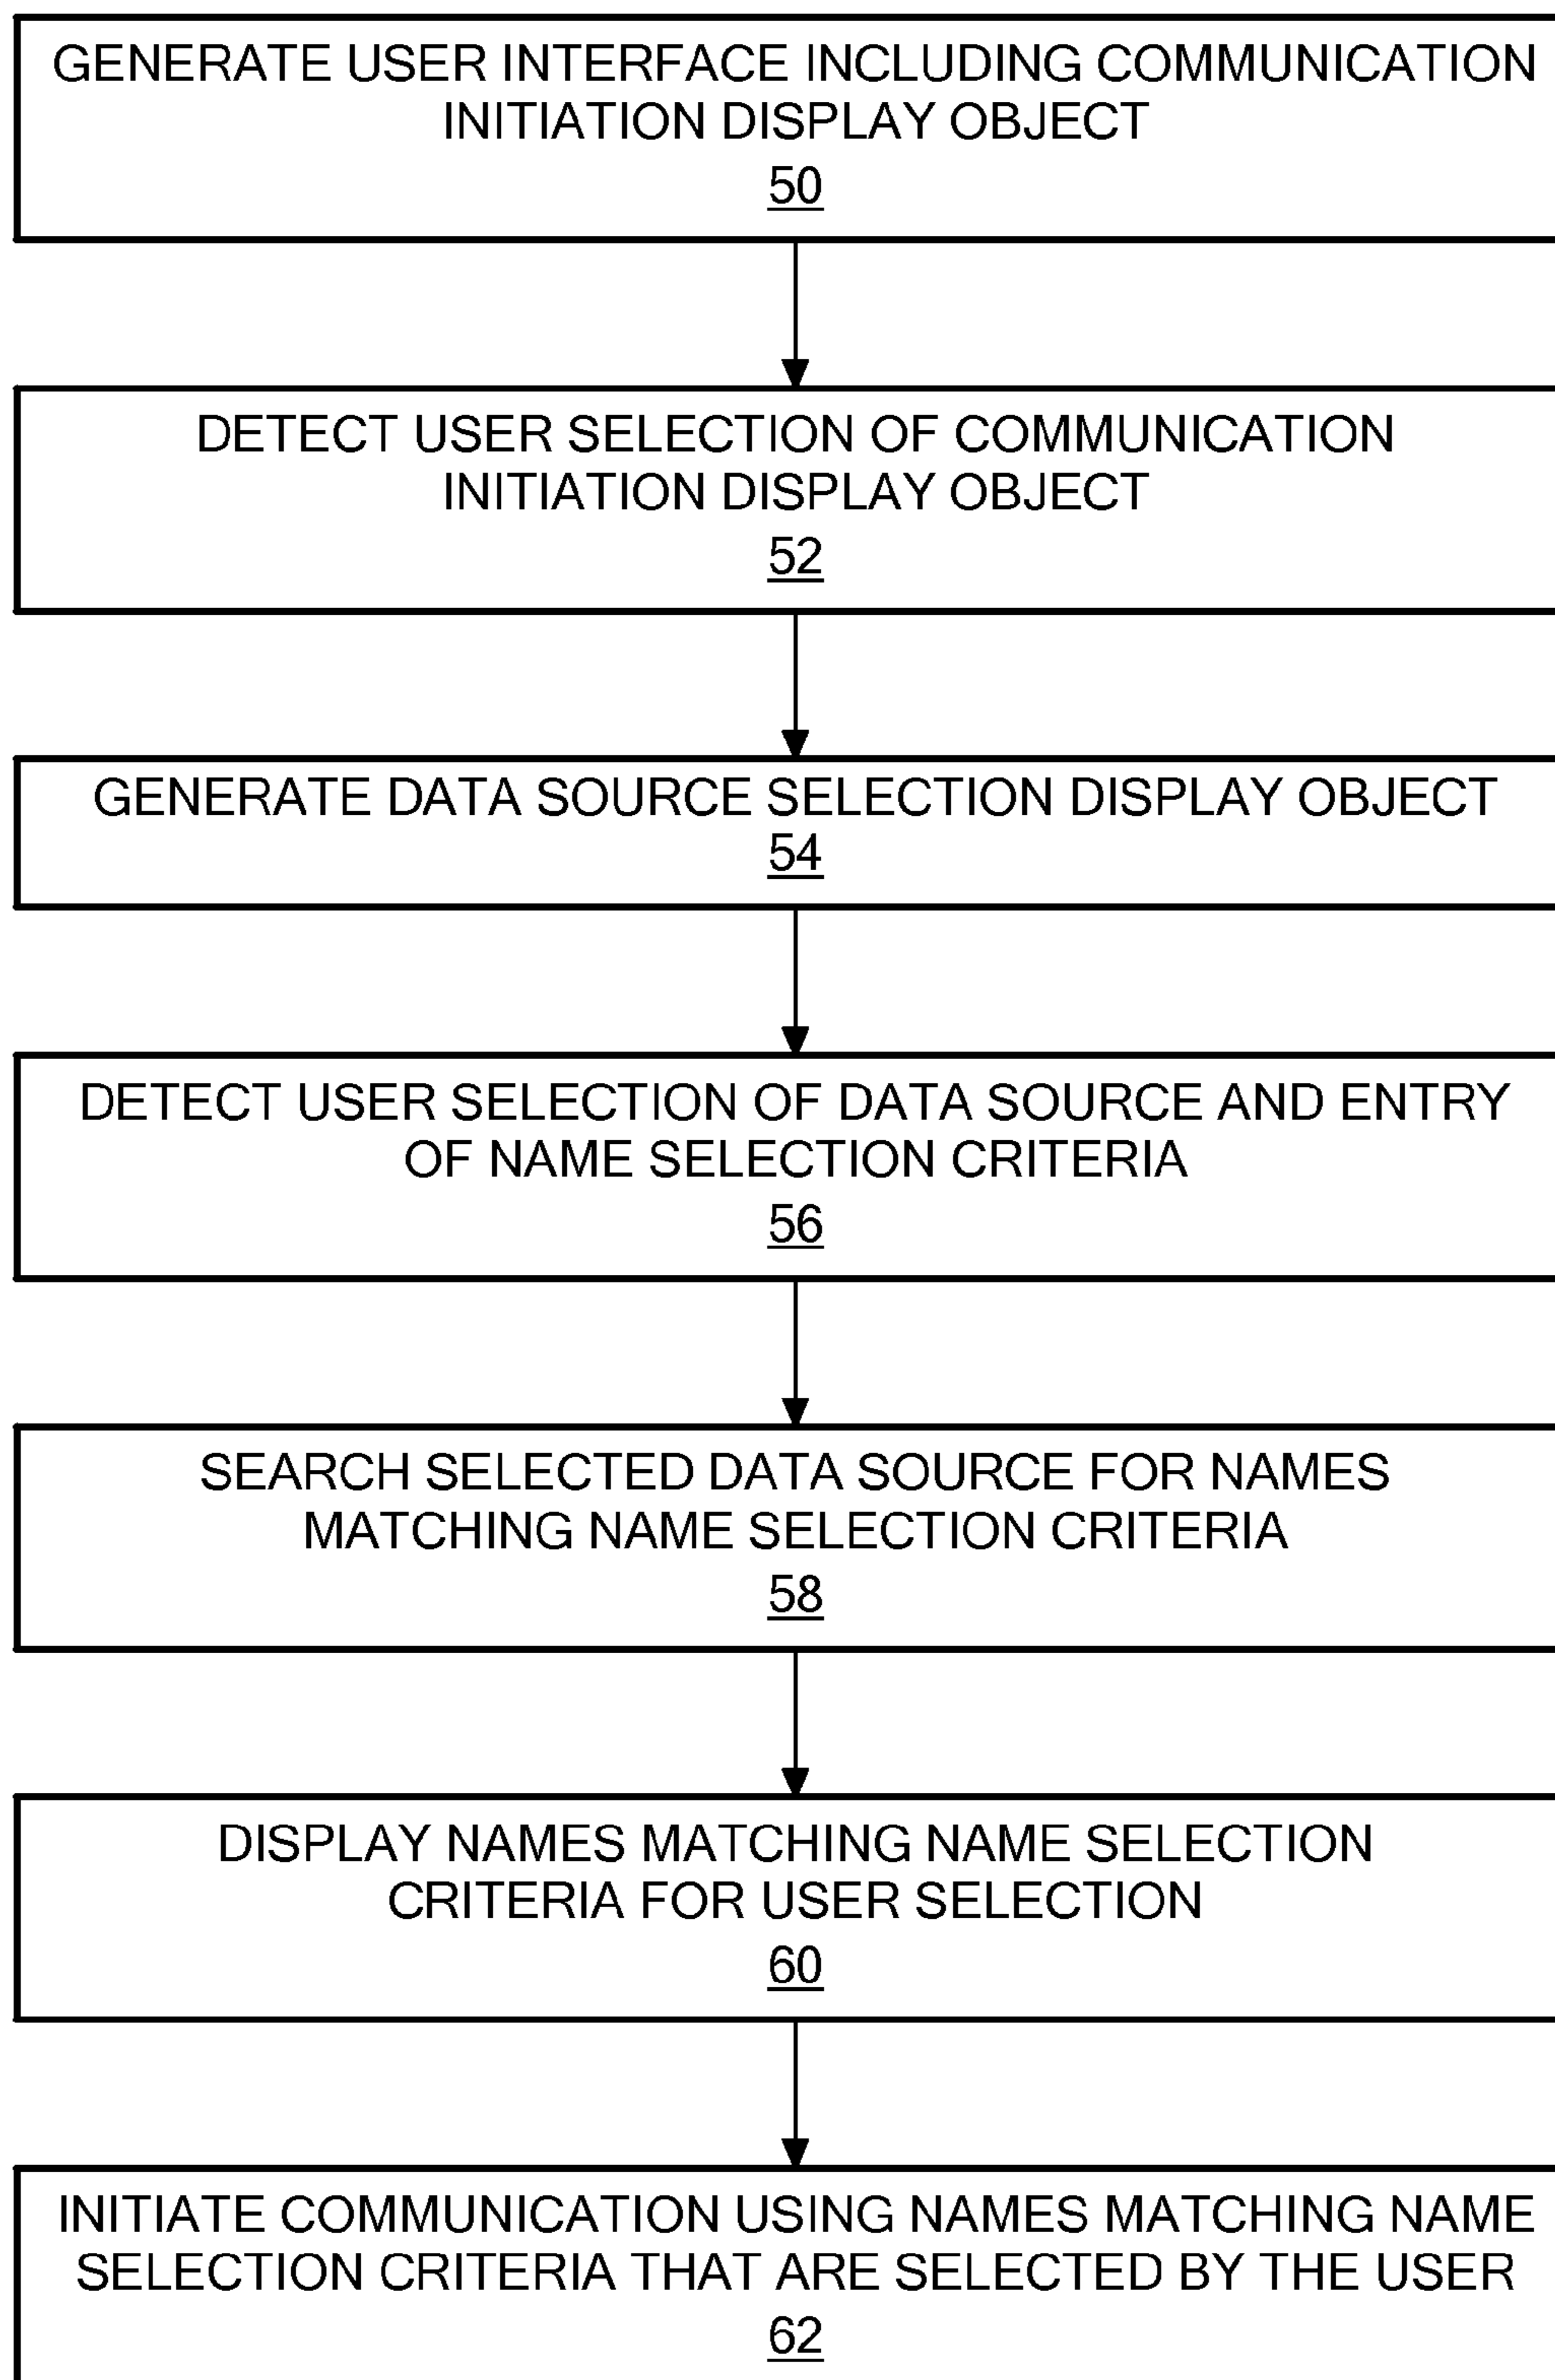 GENERATE USER INTERFACE INCLUDING COMMUNICATION
INITIATION DISPLAY OBJECT
50
DETECT USER SELECTION OF COMMUNICATION
INITIATION DISPLAY OBJECT
52
GENERATE DATA SOURCE SELECTION DISPLAY OBJECT
54
DETECT USER SELECTION OF DATA SOURCE AND ENTRY
OF NAME SELECTION CRITERIA
56
SEARCH SELECTED DATA SOURCE FOR NAMES
MATCHING NAME SELECTION CRITERIA
58
DISPLAY NAMES MATCHING NAME SELECTION
CRITERIA FOR USER SELECTION
60
INITIATE COMMUNICATION USING NAMES MATCHING NAME
SELECTION CRITERIA THAT ARE SELECTED BY THE USER
62